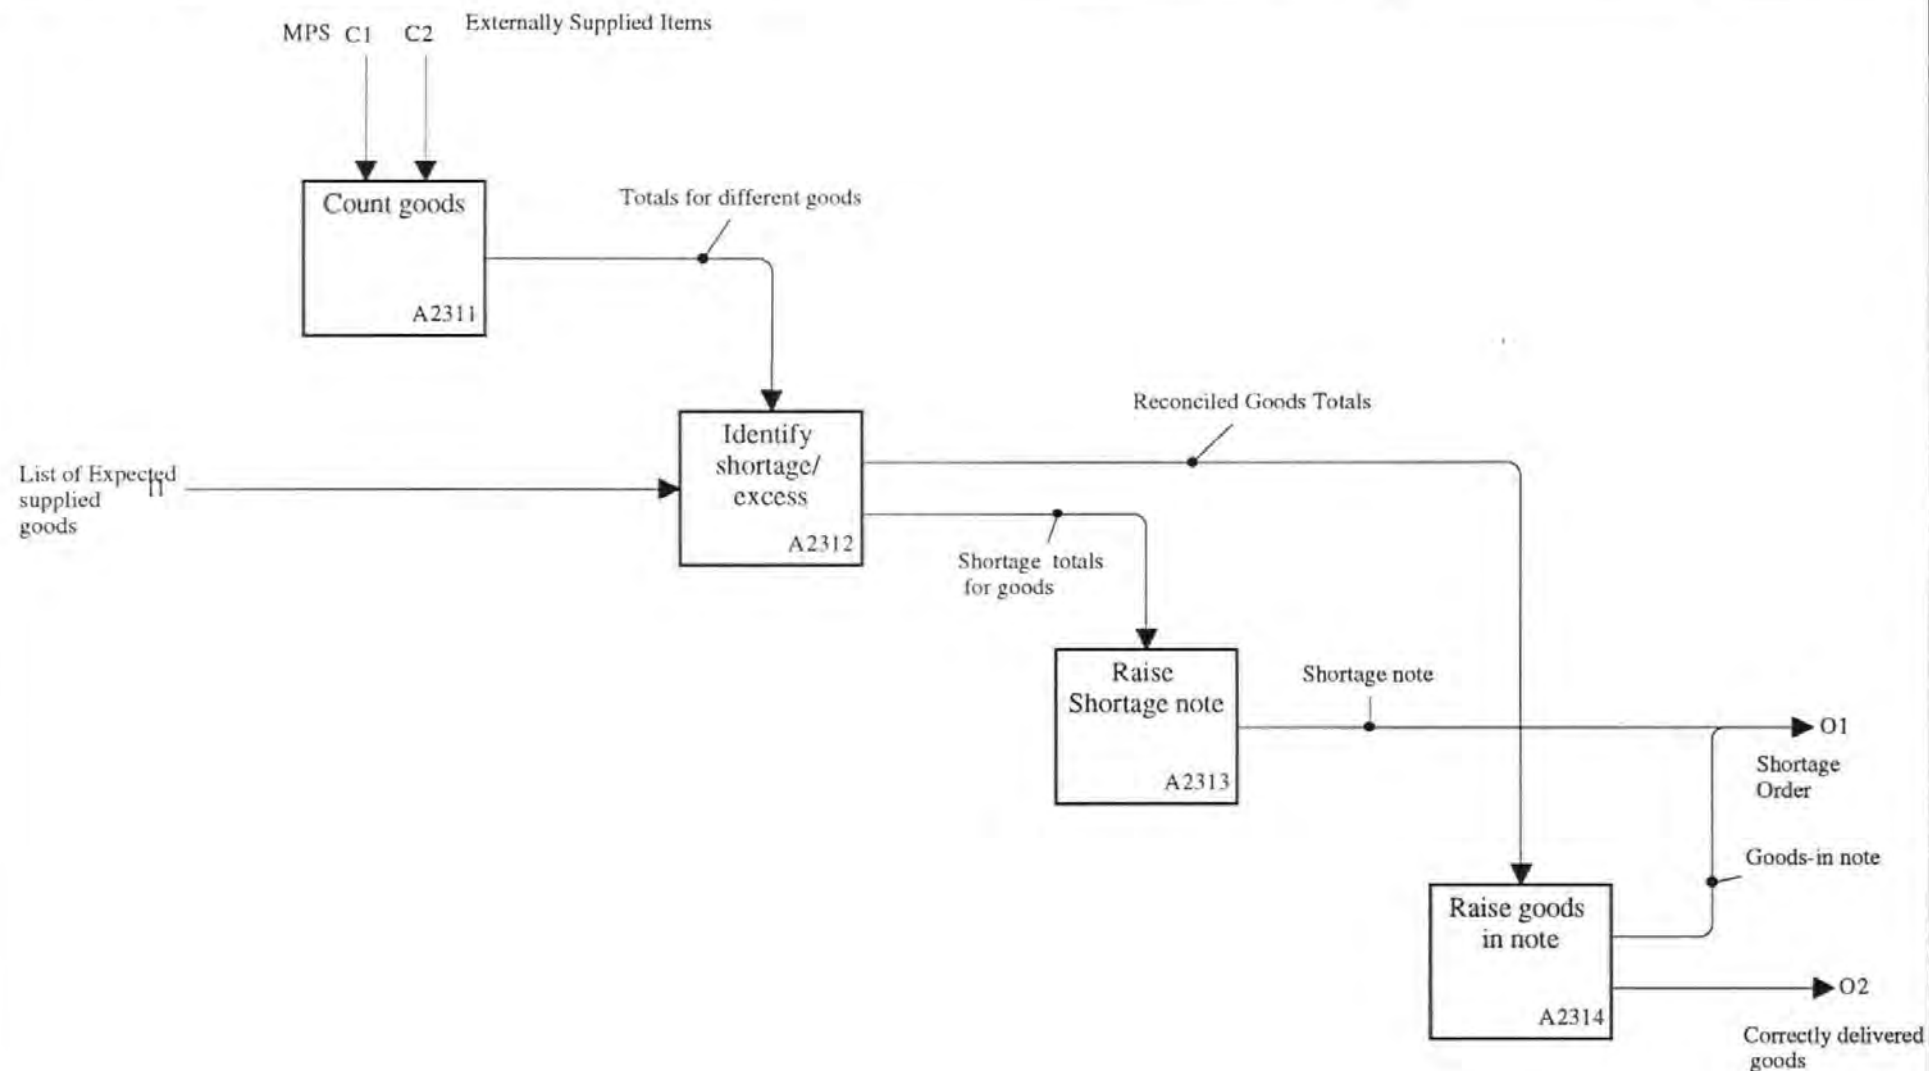 MPS C1 C2 Externally Supplied Items
Count goods
A2311
Totals for different goods
Identify
shortage/
excess
A2312
List of Expected
I1
supplied
goods
Reconciled Goods Totals
Shortage totals
for goods
Raise
Shortage note
A2313
Shortage note
O1
Shortage
Order
Goods-in note
Raise goods
in note
A2314
O2
Correctly delivered
goods